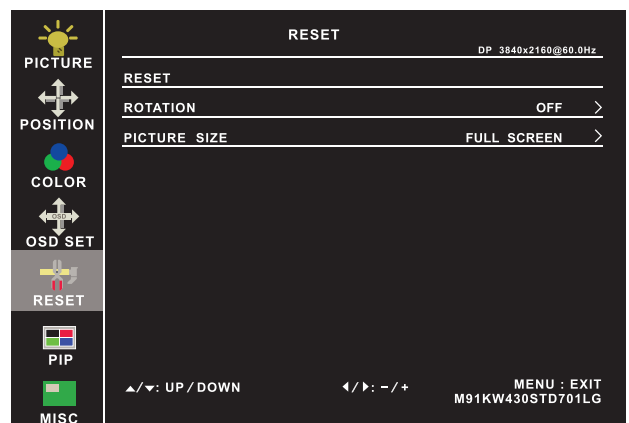 PICTURE
POSITION
COLOR
OSD
OSD SET
RESET
PIP
MISC
RESET
DP 3840x2160@60.0Hz
RESET
ROTATION OFF >
PICTURE SIZE FULL SCREEN >
▲/▼: UP/DOWN ◀/▶: -/+ MENU : EXIT
M91KW430STD701LG